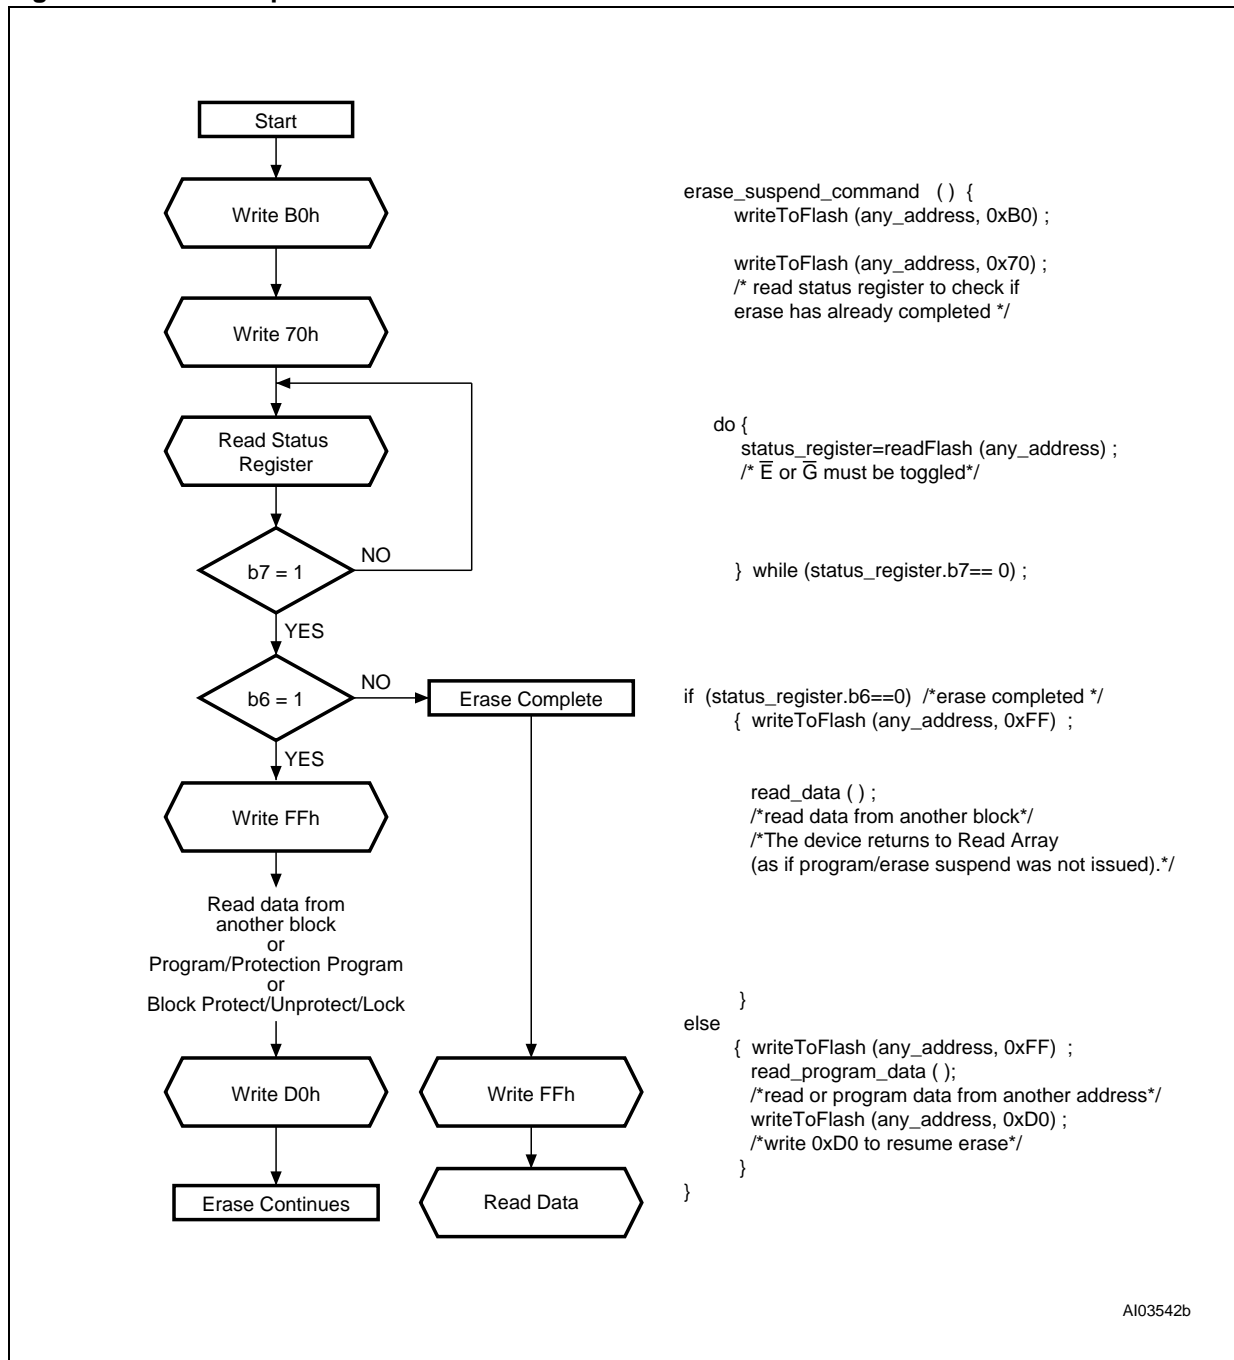 Start
Write B0h
Write 70h
Read Status
Register
b7 = 1
NO
YES
b6 = 1
NO
Erase Complete
YES
Write FFh
Read data from
another block
or
Program/Protection Program
or
Block Protect/Unprotect/Lock
Write D0h
Write FFh
Erase Continues
Read Data
erase_suspend_command ( ) {
writeToFlash (any_address, 0xB0) ;
writeToFlash (any_address, 0x70) ;
/* read status register to check if
erase has already completed */
do {
status_register=readFlash (any_address) ;
/* E̅ or G̅ must be toggled*/
} while (status_register.b7== 0) ;
if (status_register.b6==0) /*erase completed */
{ writeToFlash (any_address, 0xFF) ;
read_data ( ) ;
/*read data from another block*/
/*The device returns to Read Array
(as if program/erase suspend was not issued).*/
}
else
{ writeToFlash (any_address, 0xFF) ;
read_program_data ( );
/*read or program data from another address*/
writeToFlash (any_address, 0xD0) ;
/*write 0xD0 to resume erase*/
}
}
AI03542b